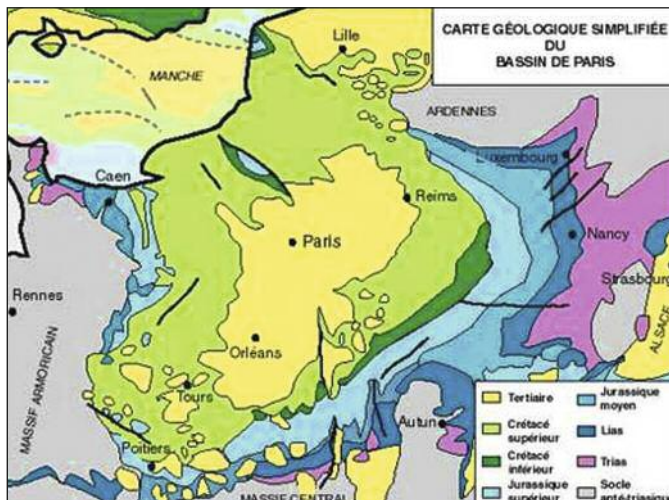 CARTE GÉOLOGIQUE SIMPLIFIÉE
DU
BASSIN DE PARIS
Lille
MANCHE
ARDENNES
Luxembourg
Caen
Reims
Paris
Nancy
Strasbourg
Rennes
ALSACE
Orléans
MASSIF ARMORICAIN
Tours
Autun
Poitiers
MASSIF CENTRAL
Tertiaire
Crétacé
supérieur
Crétacé
inférieur
Jurassique
supérieur
Jurassique
moyen
Lias
Trias
Socle
antétriasique